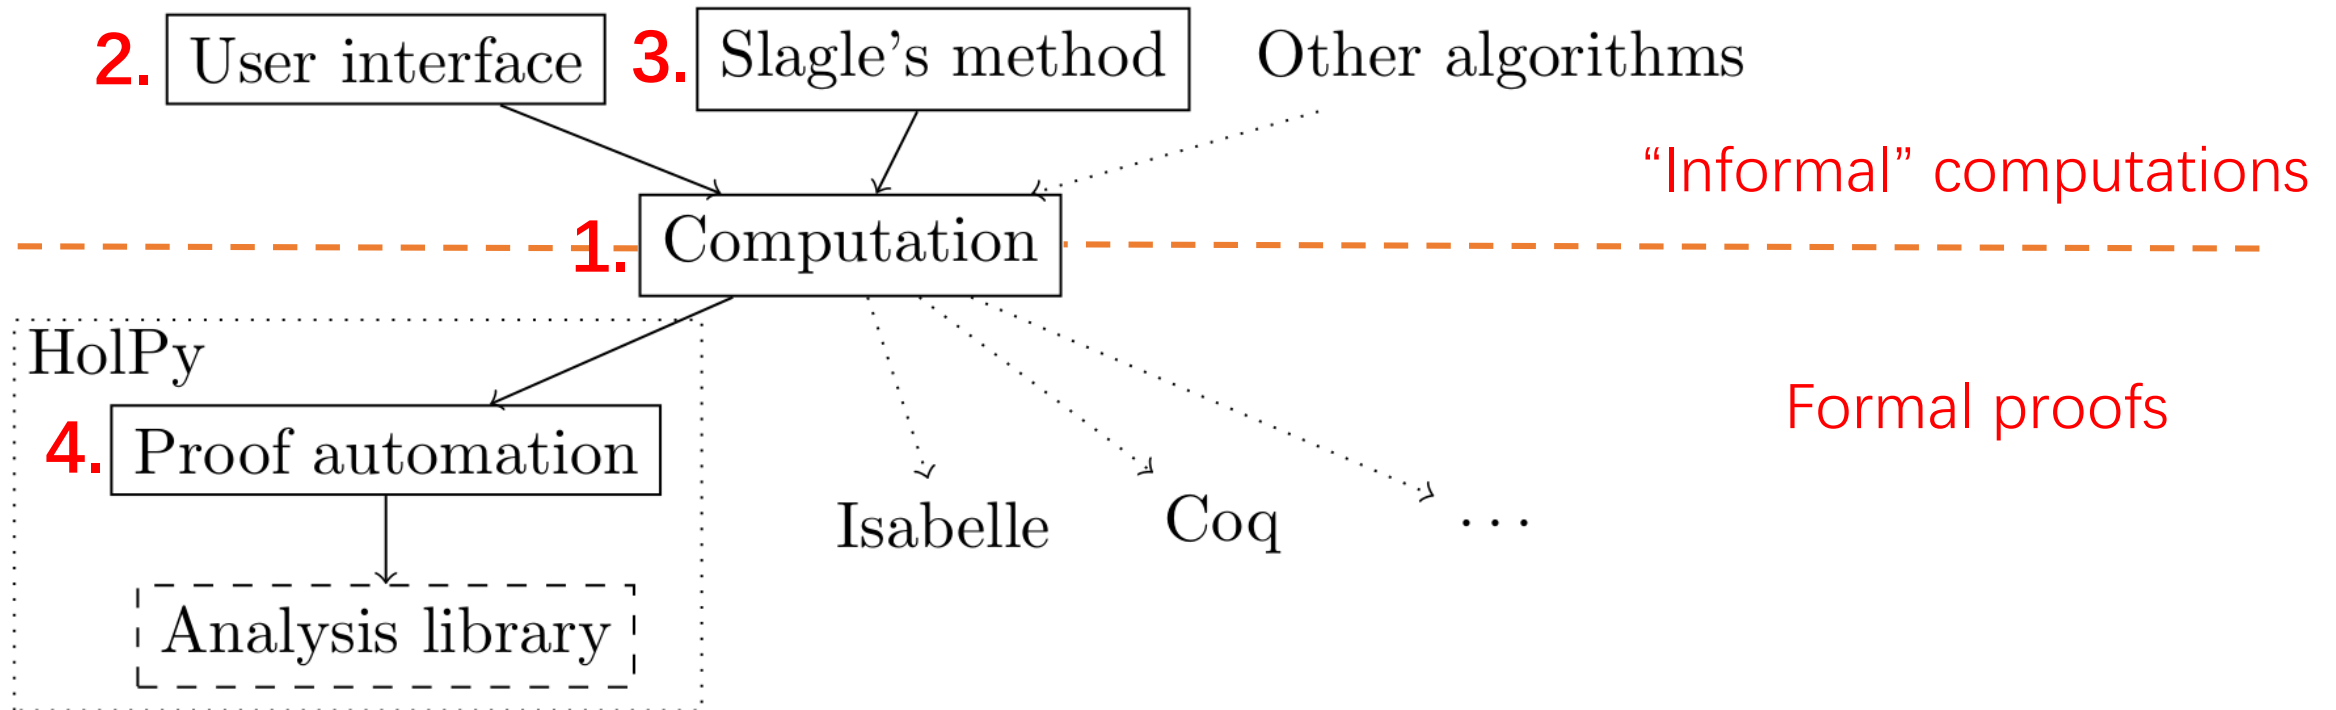 2. User interface
3. Slagle's method
Other algorithms
“Informal” computations
1. Computation
HolPy
Formal proofs
4. Proof automation
Isabelle
Coq
...
Analysis library